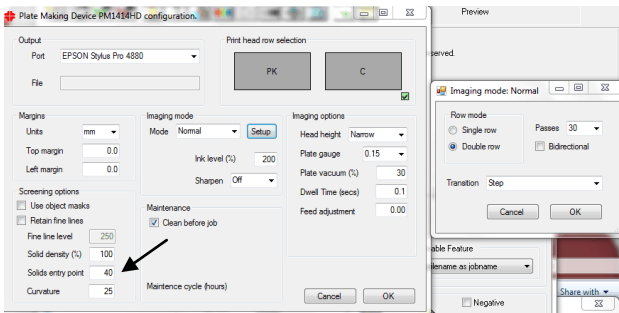 Plate Making Device PM1414HD configuration.
Output
Port EPSON Stylus Pro 4880
File
Print head row selection
PK C
Margins
Units mm
Top margin 0.0
Left margin 0.0
Screening options
Use object masks
Retain fine lines
Fine line level 250
Solid density (%) 100
Solids entry point 40
Curvature 25
Imaging mode
Mode Normal Setup
Ink level (%) 200
Sharpen Off
Maintenance
Clean before job
Maintence cycle (hours)
Imaging options
Head height Narrow
Plate gauge 0.15
Plate vacuum (%) 30
Dwell Time (secs) 0.1
Feed adjustment 0.00
Cancel OK
Preview
served.
Imaging mode: Normal
Row mode
Single row
Double row
Passes 30
Bidirectional
Transition Step
Cancel OK
able Feature
ilename as jobname
Negative
Share with